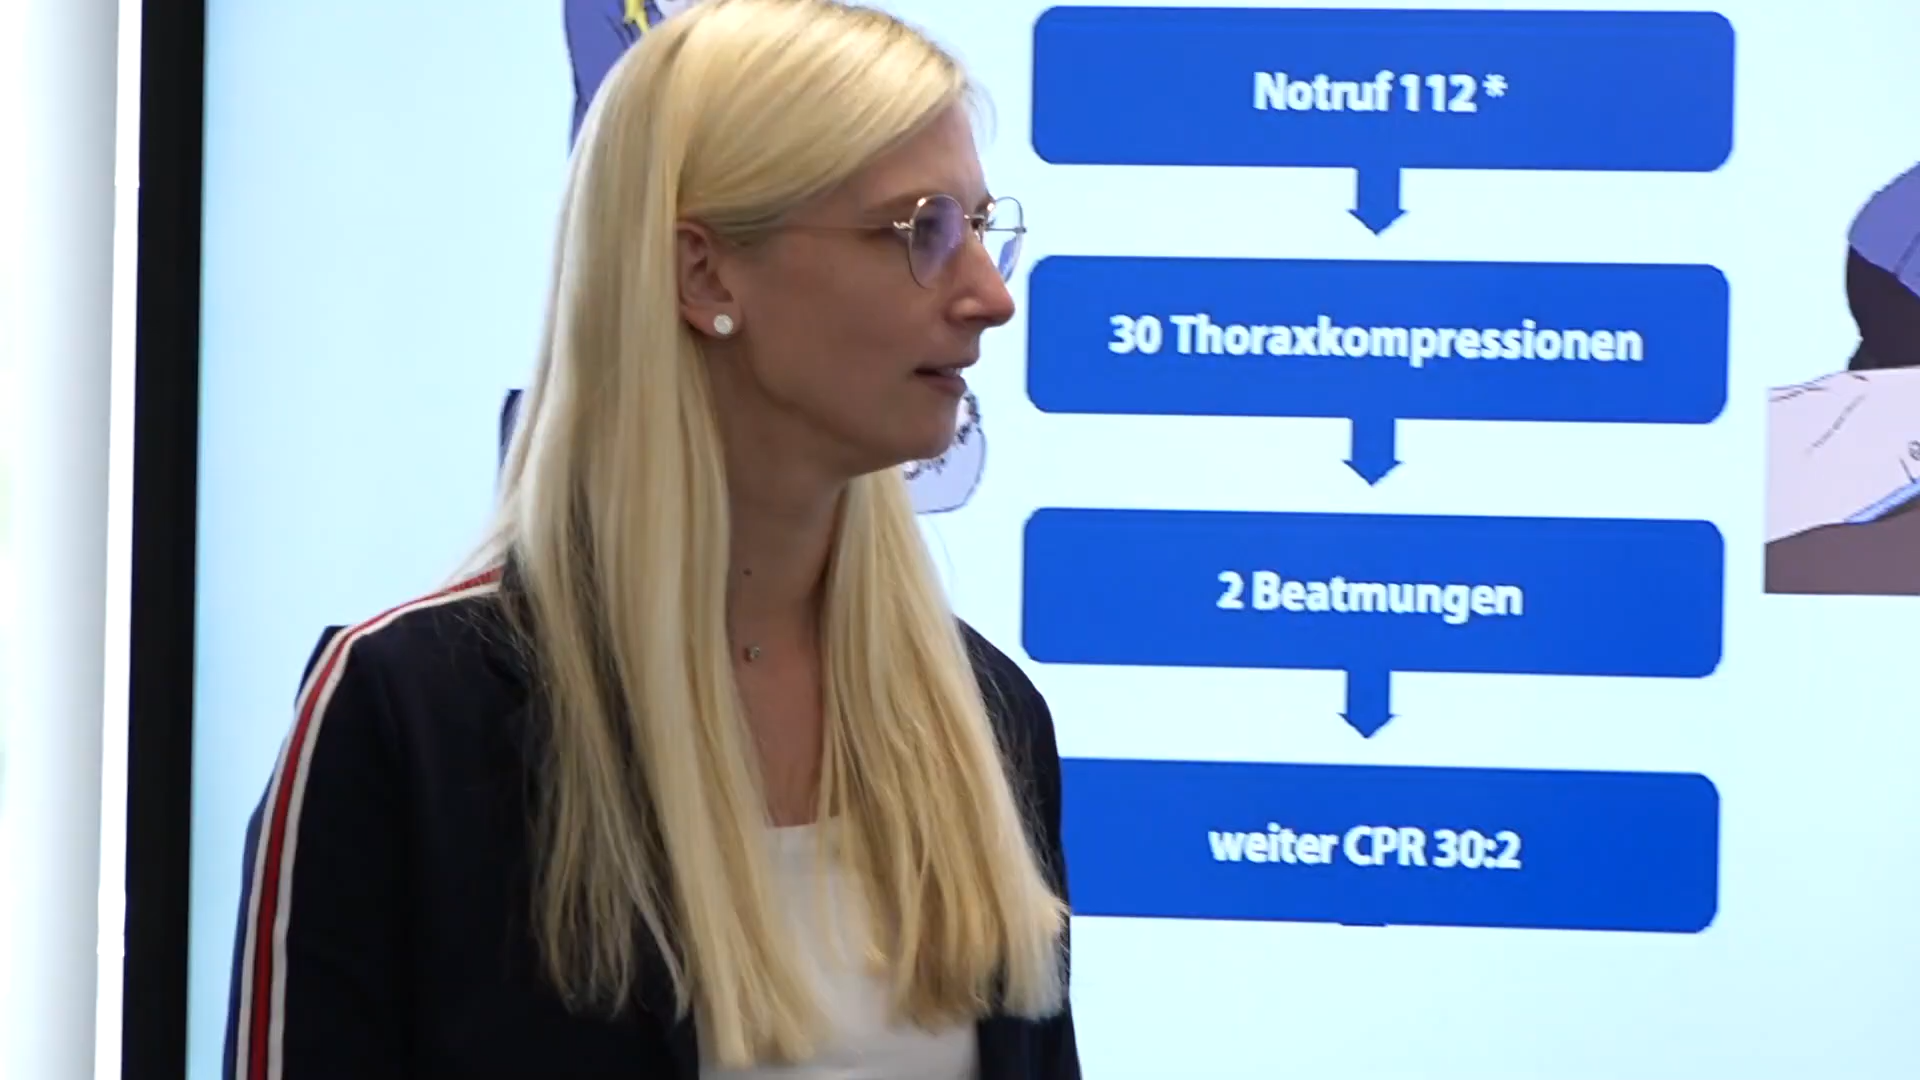 Notruf 112 *
30 Thoraxkompressionen
2 Beatmungen
weiter CPR 30:2